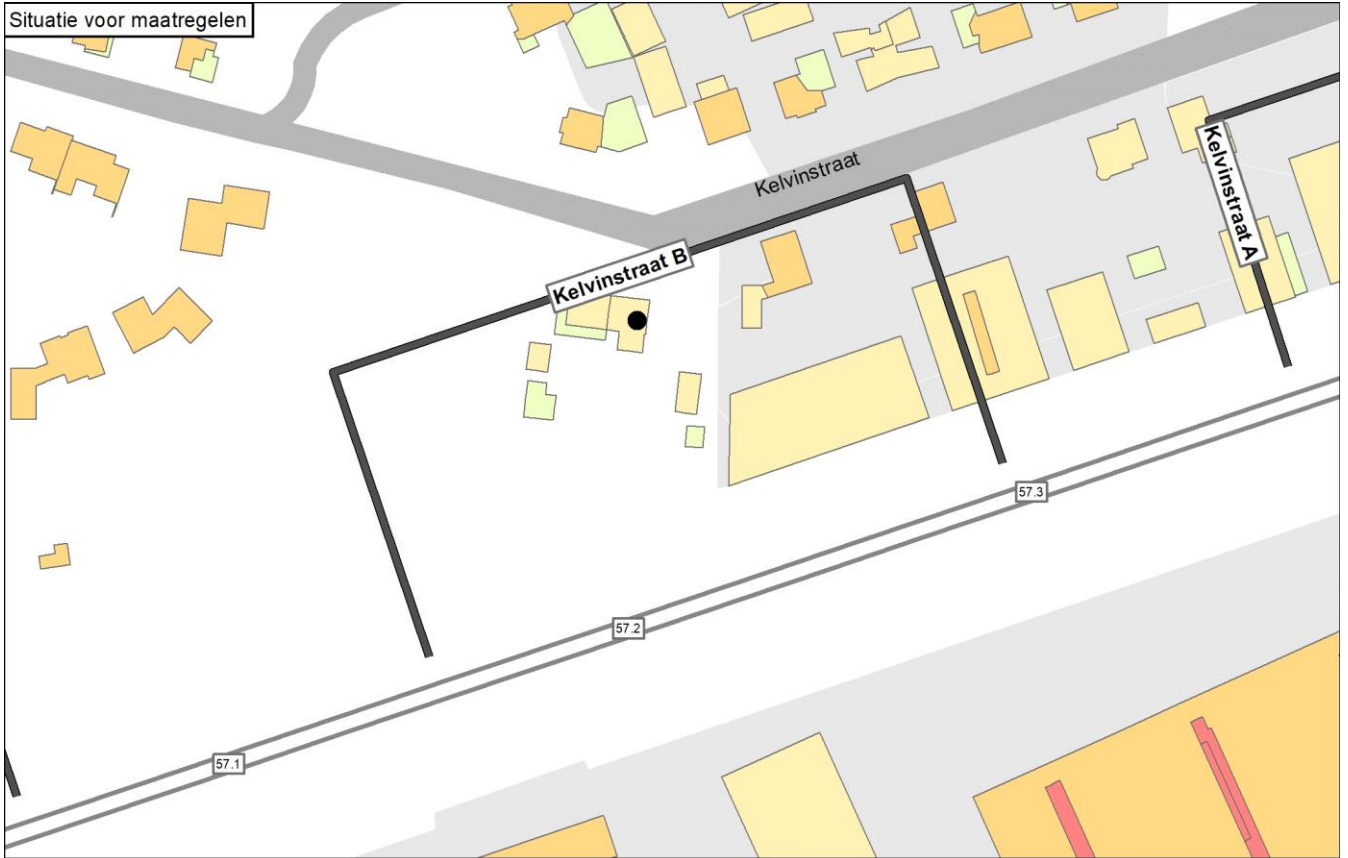 Situatie voor maatregelen
Kelvinstraat
Kelvinstraat A
Kelvinstraat B
57.3
57.2
57.1